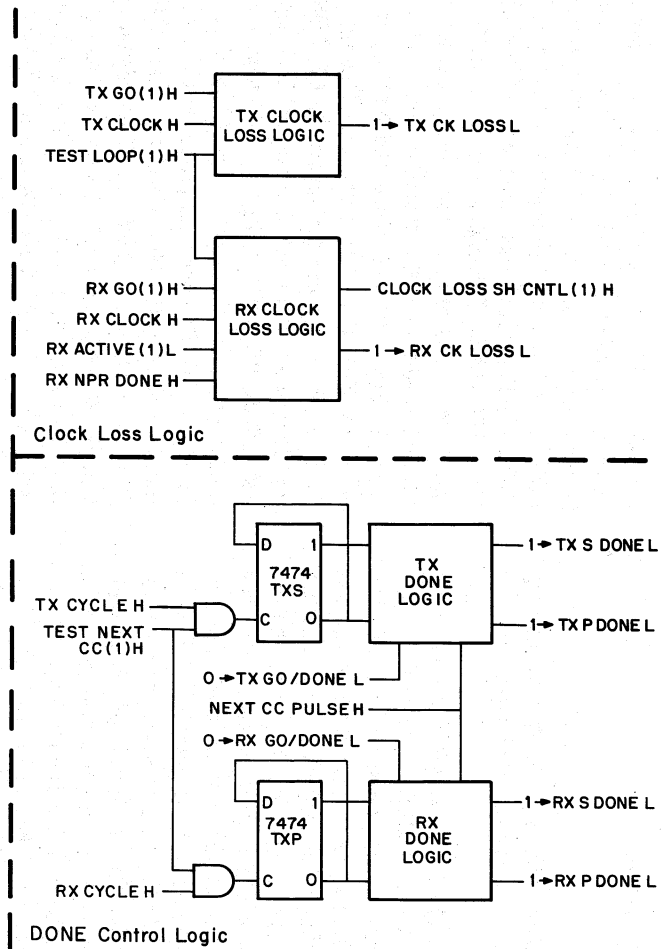 TX GO(1)H
TX CLOCK H
TEST LOOP(1)H
TX CLOCK
LOSS LOGIC
1→ TX CK LOSS L
RX GO(1)H
RX CLOCK H
RX ACTIVE(1)L
RX NPR DONE H
RX CLOCK
LOSS LOGIC
CLOCK LOSS SH CNTL(1) H
1→ RX CK LOSS L
Clock Loss Logic
TX CYCLE H
TEST NEXT
CC(1)H
D 1
7474
TXS
C 0
TX
DONE
LOGIC
1→ TX S DONE L
1→ TX P DONE L
0→TX GO/DONE L
NEXT CC PULSE H
0→RX GO/DONE L
RX CYCLE H
D 1
7474
TXP
C 0
RX
DONE
LOGIC
1→RX S DONE L
1→RX P DONE L
DONE Control Logic